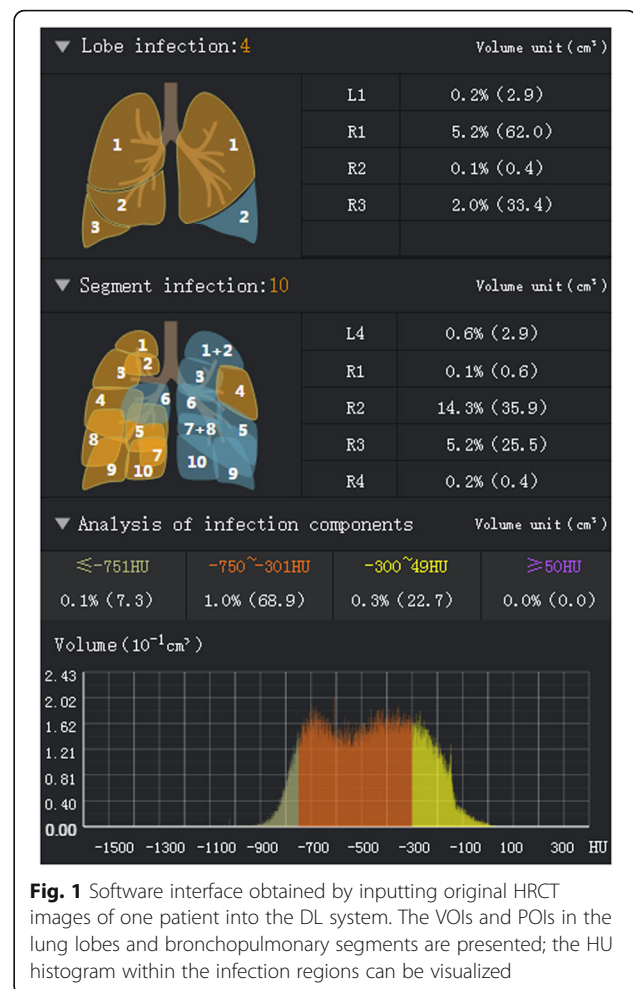 ▼ Lobe infection:4 Volume unit(cm³)
1 1
2
3 2
L1 0.2% (2.9)
R1 5.2% (62.0)
R2 0.1% (0.4)
R3 2.0% (33.4)
▼ Segment infection:10 Volume unit(cm³)
1 1+2
2
3 3
4 6 6 4
8 5 7+8 5
7
9 10 10 9
L4 0.6% (2.9)
R1 0.1% (0.6)
R2 14.3% (35.9)
R3 5.2% (25.5)
R4 0.2% (0.4)
▼ Analysis of infection components Volume unit(cm³)
≤-751HU -750~-301HU -300~49HU ≥50HU
0.1% (7.3) 1.0% (68.9) 0.3% (22.7) 0.0% (0.0)
Volume(10⁻¹cm³)
2.43
2.02
1.62
1.21
0.81
0.40
0.00
-1500 -1300 -1100 -900 -700 -500 -300 -100 100 300 HU
Fig. 1 Software interface obtained by inputting original HRCT
images of one patient into the DL system. The VOIs and POIs in the
lung lobes and bronchopulmonary segments are presented; the HU
histogram within the infection regions can be visualized